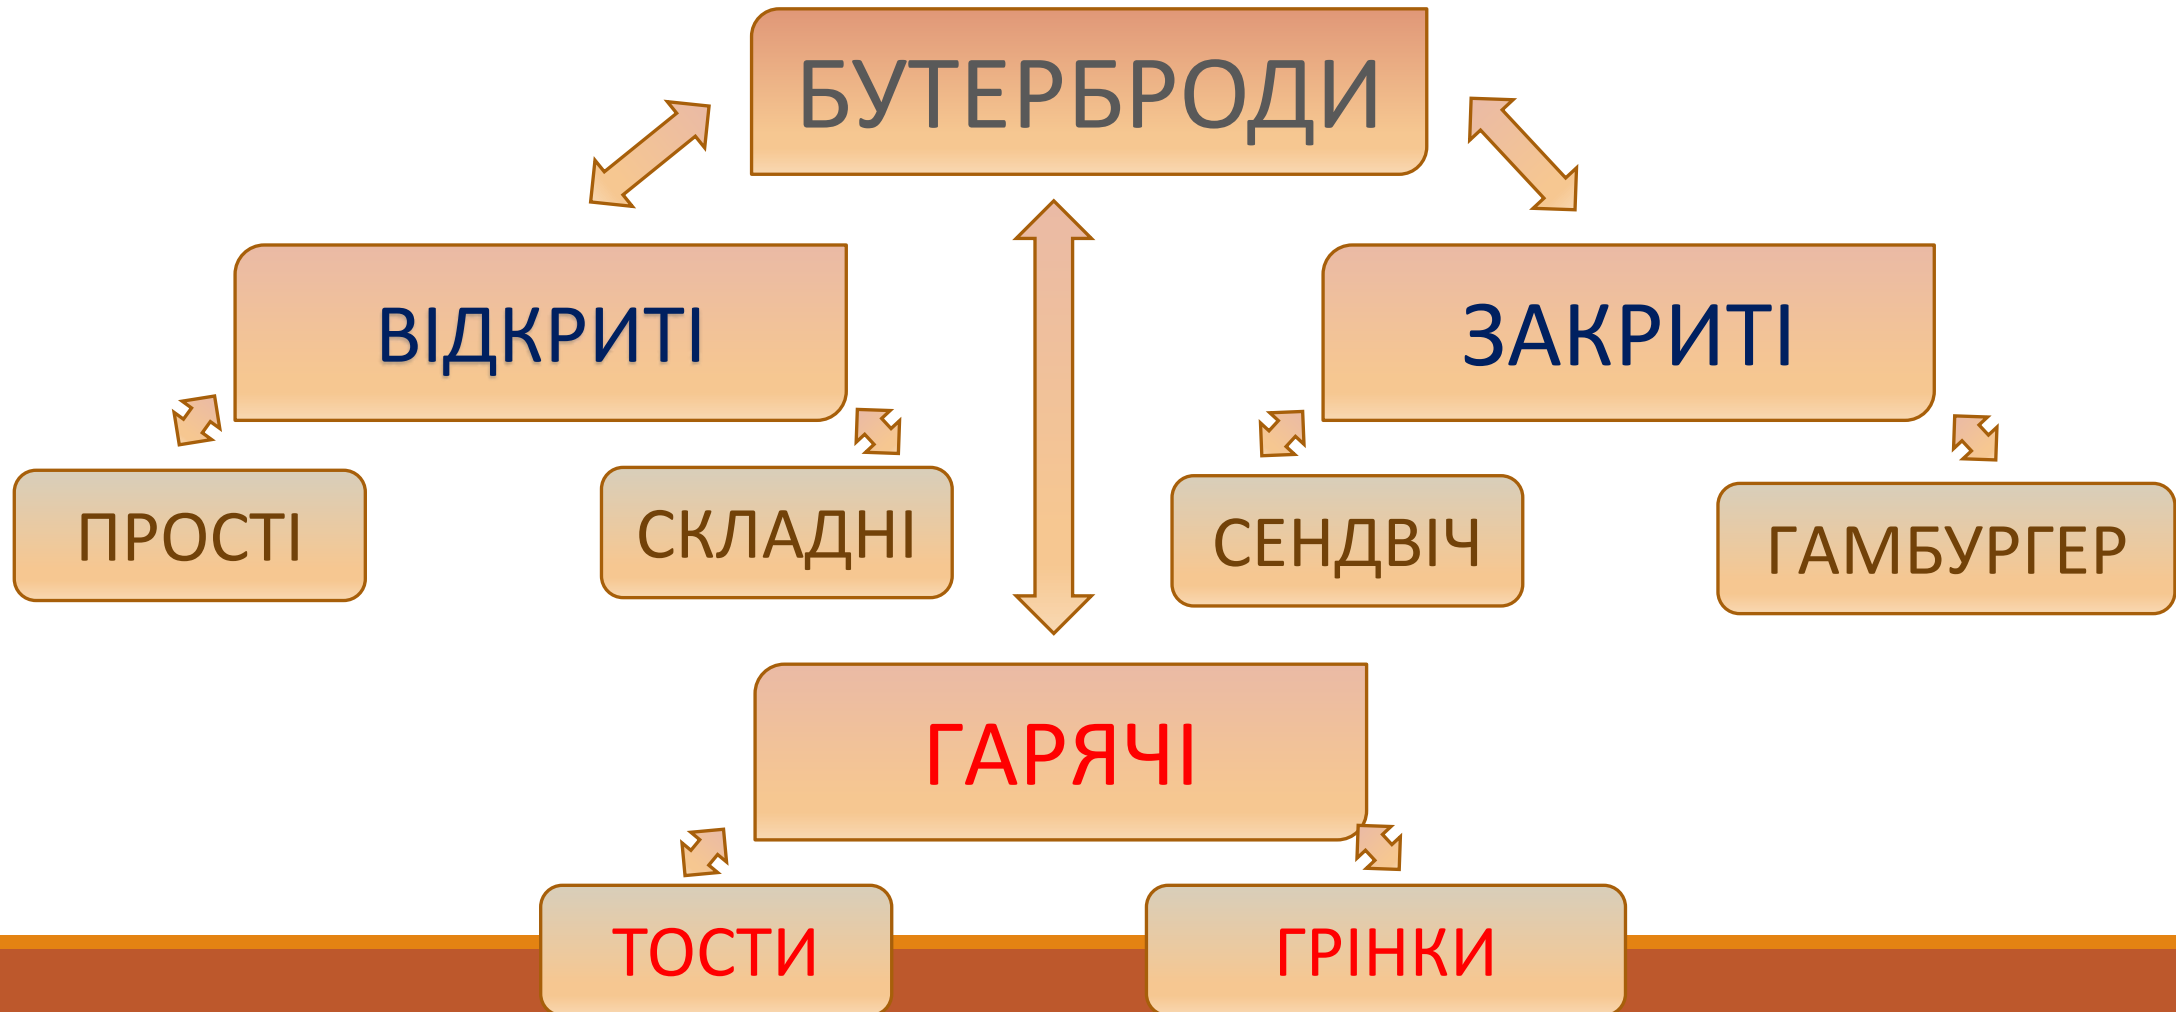 БУТЕРБРОДИ
ВІДКРИТІ
ЗАКРИТІ
ПРОСТІ
СКЛАДНІ
СЕНДВІЧ
ГАМБУРГЕР
ГАРЯЧІ
ТОСТИ
ГРІНКИ